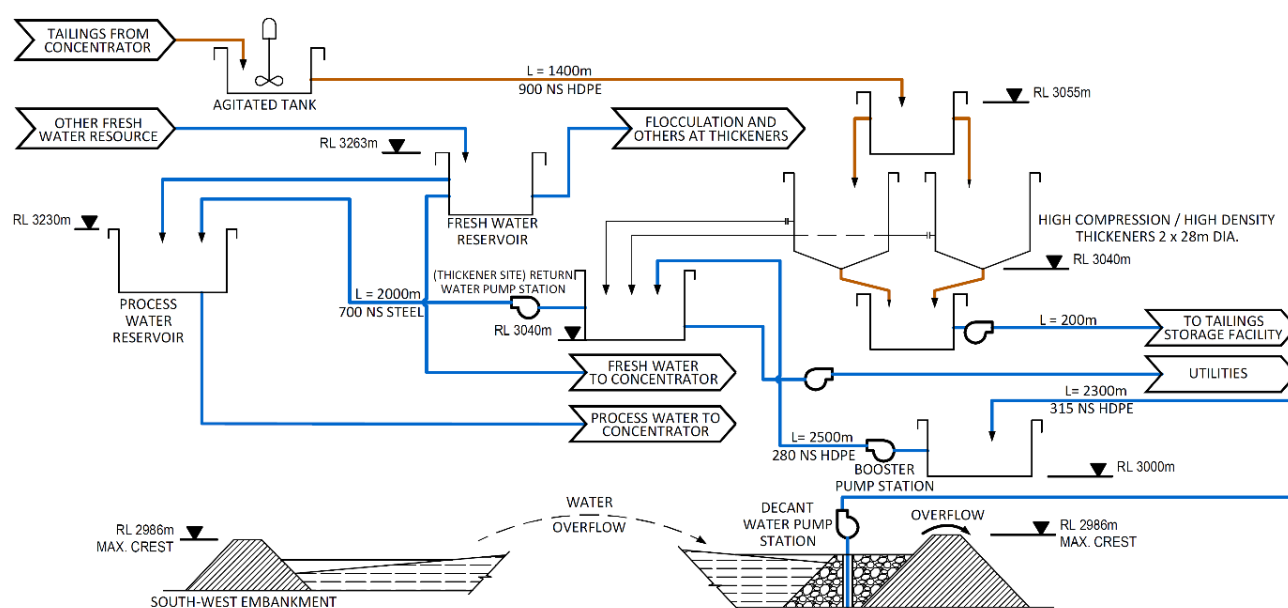 TAILINGS FROM
CONCENTRATOR
AGITATED TANK
L = 1400m
900 NS HDPE
RL 3055m
OTHER FRESH
WATER RESOURCE
RL 3263m
FLOCCULATION AND
OTHERS AT THICKENERS
FRESH WATER
RESERVOIR
RL 3230m
PROCESS
WATER
RESERVOIR
HIGH COMPRESSION / HIGH DENSITY
THICKENERS 2 x 28m DIA.
RL 3040m
(THICKENER SITE) RETURN
WATER PUMP STATION
L = 2000m
700 NS STEEL
RL 3040m
L = 200m
TO TAILINGS
STORAGE FACILITY
FRESH WATER
TO CONCENTRATOR
UTILITIES
PROCESS WATER TO
CONCENTRATOR
L= 2300m
315 NS HDPE
L= 2500m
280 NS HDPE
BOOSTER
PUMP STATION
RL 3000m
RL 2986m
MAX. CREST
WATER
OVERFLOW
DECANT
WATER PUMP
STATION
OVERFLOW
RL 2986m
MAX. CREST
SOUTH-WEST EMBANKMENT